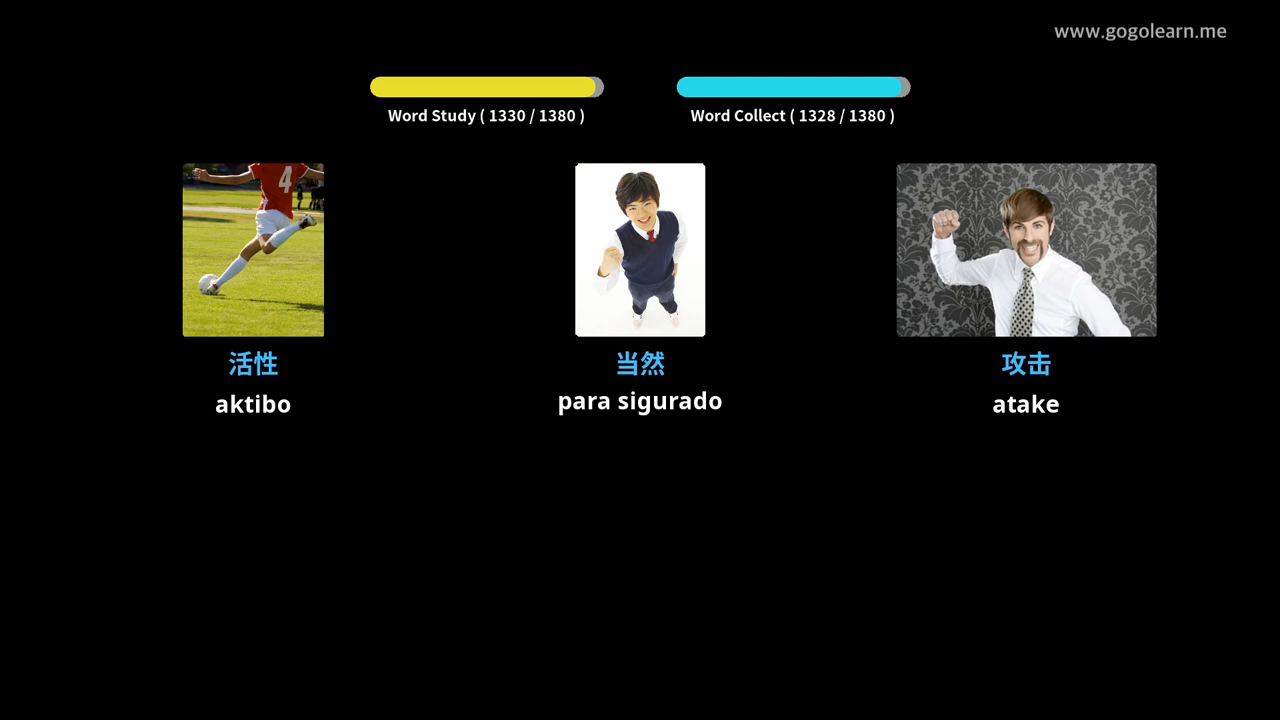 www.gogolearn.me
Word Study ( 1330 / 1380 )
Word Collect ( 1328 / 1380 )
4
活性
当然
攻击
aktibo
para sigurado
atake